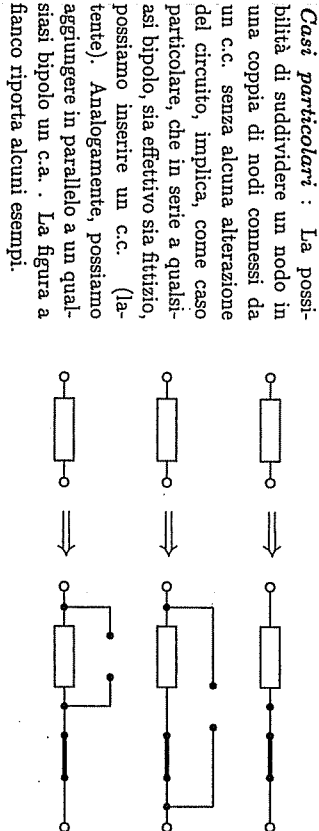 Casi particolari : La possi-
bilità di suddividere un nodo in
una coppia di nodi connessi da
un c.c. senza alcuna alterazione
del circuito, implica, come caso
particolare, che in serie a qualsi-
asi bipolo, sia effettivo sia fittizio,
possiamo inserire un c.c. (la-
tente). Analogamente, possiamo
aggiungere in parallelo a un qual-
siasi bipolo un c.a. . La figura a
fianco riporta alcuni esempi.